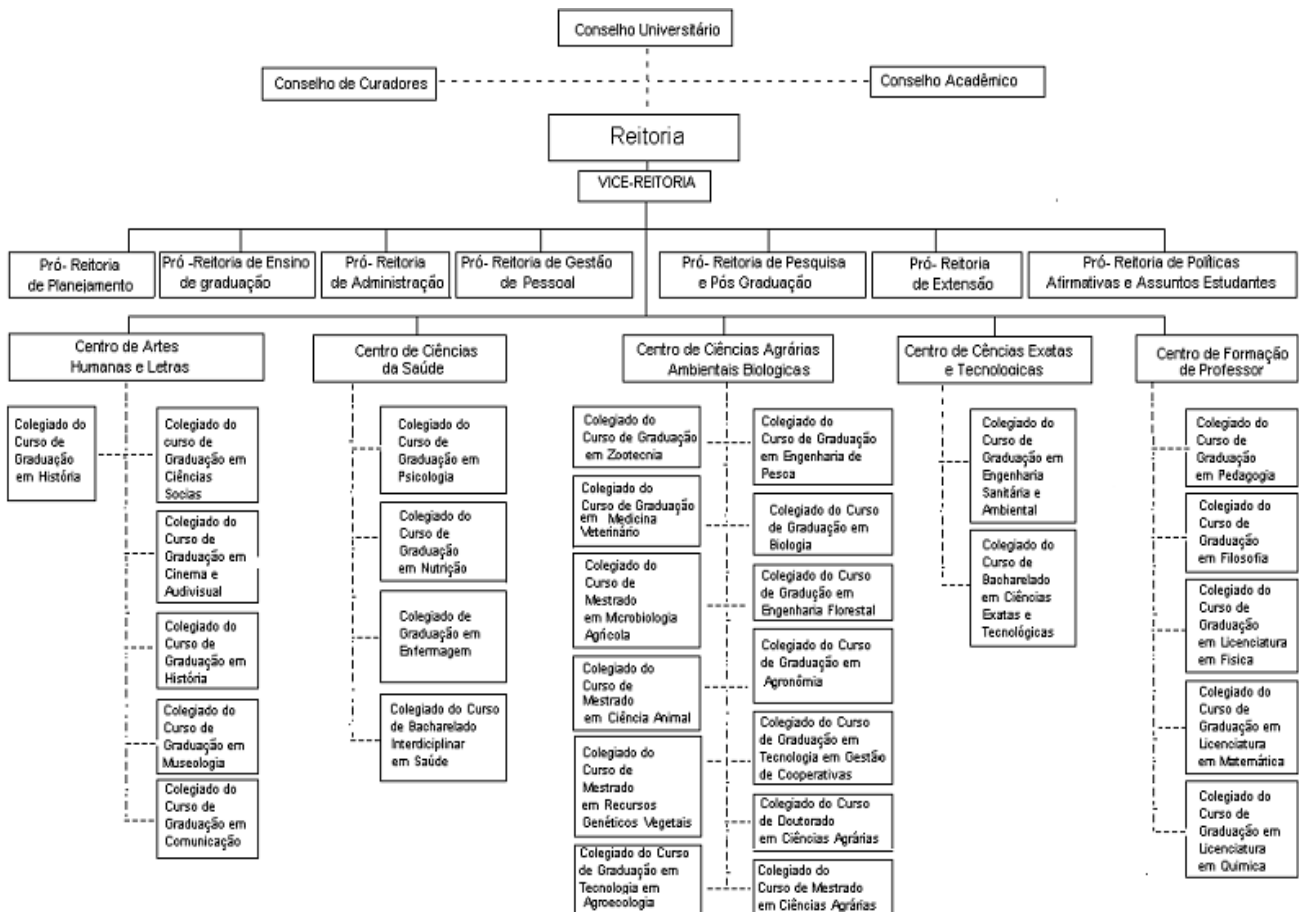 Conselho Universitário
Conselho de Curadores
Conselho Acadêmico
Reitoria
VICE-REITORIA
Pró- Reitoria
de Planejamento
Pró -Reitoria de Ensino
de graduação
Pró- Reitoria
de Administração
Pró- Reitoria de Gestão
de Pessoal
Pró- Reitoria de Pesquisa
e Pós Graduação
Pró- Reitoria
de Extensão
Pró- Reitoria de Políticas
Afirmativas e Assuntos Estudantes
Centro de Artes
Humanas e Letras
Centro de Ciências
da Saúde
Centro de Ciências Agrárias
Ambientais Biologicas
Centro de Cências Exatas
e Tecnologicas
Centro de Formação
de Professor
Colegiado do
Curso de
Graduação
em História
Colegiado do
curso de
Graduação em
Ciências
Socias
Colegiado do
Curso de
Graduação em
Cinema e
Audivisual
Colegiado do
Curso de
Graduação em
História
Colegiado do
Curso de
Graduação em
Museologia
Colegiado do
Curso de
Graduação em
Comunicação
Colegiado do
Curso de
Graduação em
Psicologia
Colegiado do
Curso de
Graduação
em Nutrição
Colegiado de
Graduação em
Enfermagem
Colegiado do Curso
de Bacharelado
Interdiciplinar
em Saúde
Colegiado do
Curso de Graduação
em Zootecnia
Colegiado do
Curso de Graduação
em Medicina
Veterinário
Colegiado do
Curso de
Mestrado
em Microbiologia
Agrícola
Colegiado do
Curso de
Mestrado
em Ciência Animal
Colegiado do
Curso de
Mestrado
em Recursos
Genéticos Vegetais
Colegiado do Curso
de Graduação em
Tecnologia em
Agroecologia
Colegiado do
Curso de Graduação
em Engenharia de
Pesca
Colegiado do Curso
de Graduação em
Biologia
Colegiado do Curso
de Gradução em
Engenharia Florestal
Colegiado do Curso
de Graduação em
Agronômia
Colegiado do Curso
de Graduação em
Tecnologia em Gestão
de Cooperativas
Colegiado do Curso
de Doutorado
em Ciências Agrárias
Colegiado do
Curso de Mestrado
em Ciências Agrárias
Colegiado do
Curso de
Graduação em
Engenharia
Sanitária e
Ambiental
Colegiado do
Curso de
Bacharelado
em Ciências
Exatas e
Tecnológicas
Colegiado do
Curso de
Graduação
em Pedagogia
Colegiado do
Curso de
Graduação
em Filosofia
Colegiado do
Curso de
Graduação
em Licenciatura
em Fisica
Colegiado do
Curso de
Graduação em
Licenciatura
em Matemática
Colegiado do
Curso de
Graduação em
Licenciatura
em Química